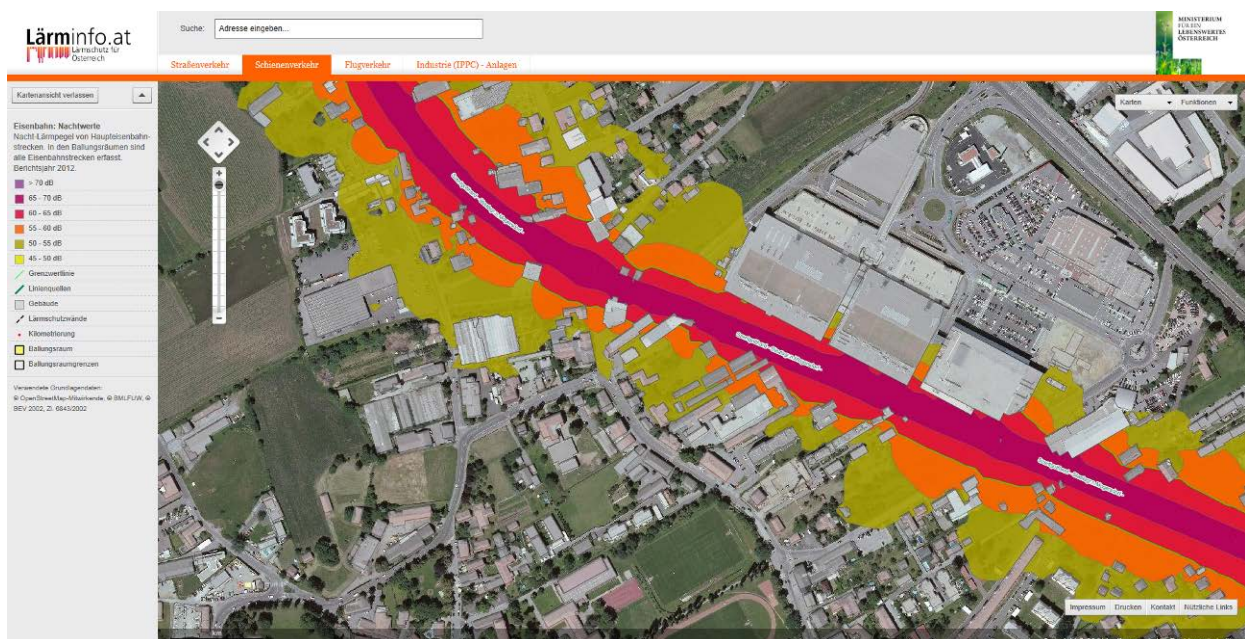 Lärminfo.at
Lärmschutz für
Österreich
Suche:
Adresse eingeben...
MINISTERIUM
FÜR EIN
LEBENSWERTES
ÖSTERREICH
Straßenverkehr
Schienenverkehr
Flugverkehr
Industrie (IPPC) - Anlagen
Kartenansicht verlassen
Karten
Funktionen
Eisenbahn: Nachtwerte
Nacht-Lärmpegel von Haupteisenbahn-
strecken. In den Ballungsräumen sind
alle Eisenbahnstrecken erfasst.
Berichtsjahr 2012.
> 70 dB
65 - 70 dB
60 - 65 dB
55 - 60 dB
50 - 55 dB
45 - 50 dB
Grenzwertlinie
Linienquellen
Gebäude
Lärmschutzwände
Kilometrierung
Ballungsraum
Ballungsraumgrenzen
Verwendete Grundlagendaten:
© OpenStreetMap-Mitwirkende, © BMLFUW, ©
BEV 2002, Zl. 0843/2002
Impressum
Drucken
Kontakt
Nützliche Links